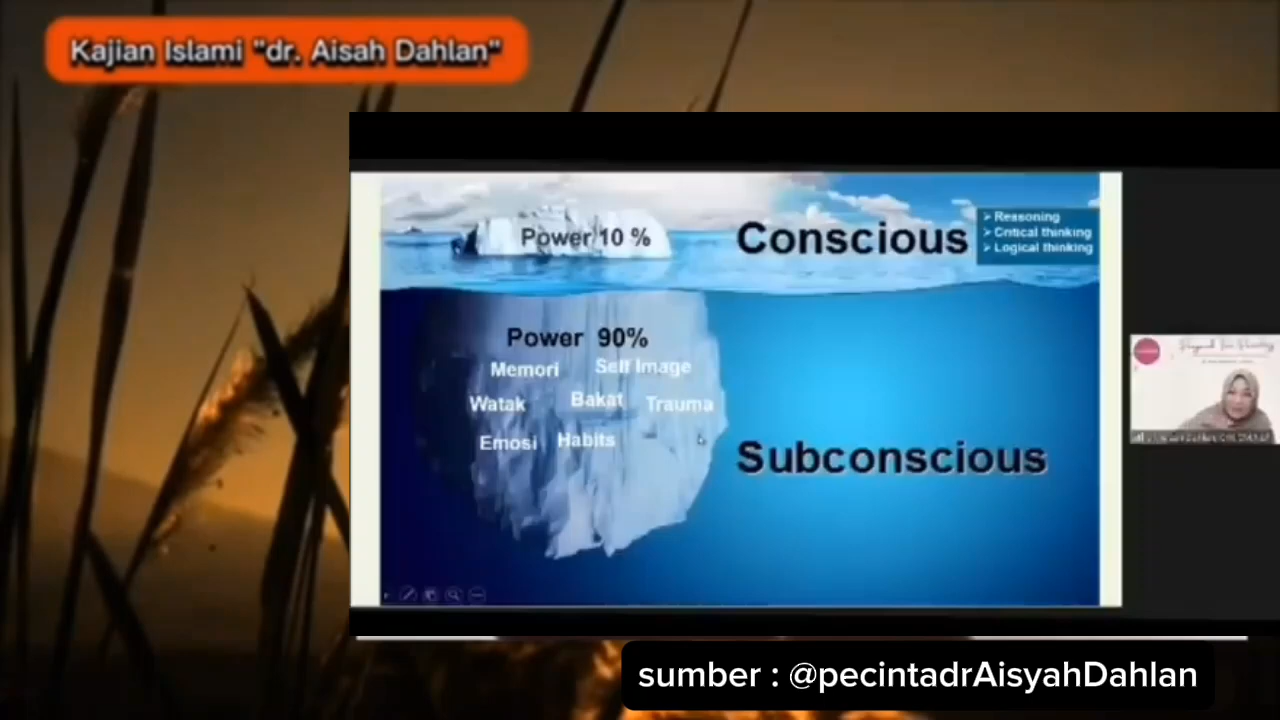 Kajian Islami "dr. Aisah Dahlan"
Power 10 %
Conscious
➢ Reasoning
➢ Critical thinking
➢ Logical thinking
Power 90%
Memori Self Image
Watak Bakat Trauma
Emosi Habits
Subconscious
sumber : @pecintadrAisyahDahlan